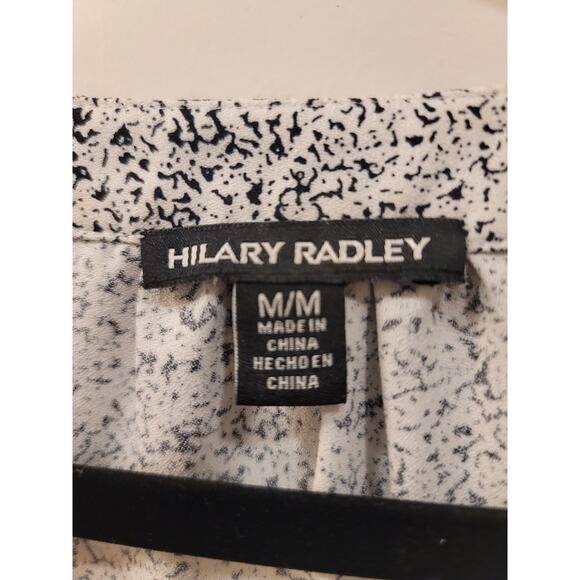 HILARY RADLEY
M/M
MADE IN
CHINA
HECHO EN
CHINA